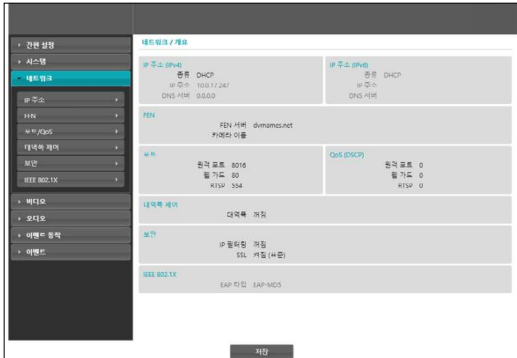 간편 설정
시스템
네트워크
IP 주소
FEN
포트/QoS
대역폭 제어
보안
IEEE 802.1X
비디오
오디오
이벤트 동작
이벤트
네트워크 / 개요
IP 주소 (IPv4)
종류 DHCP
IP 주소 10.0.17.247
DNS 서버 0.0.0.0
IP 주소 (IPv6)
종류 DHCP
IP 주소
DNS 서버
FEN
FEN 서버 dvrnames.net
카메라 이름
포트
원격 포트 8016
웹 가드 80
RTSP 554
QoS (DSCP)
원격 포트 0
웹 가드 0
RTSP 0
대역폭 제어
대역폭 꺼짐
보안
IP 필터링 꺼짐
SSL 켜짐 (표준)
IEEE 802.1X
EAP 타입 EAP-MD5
저장